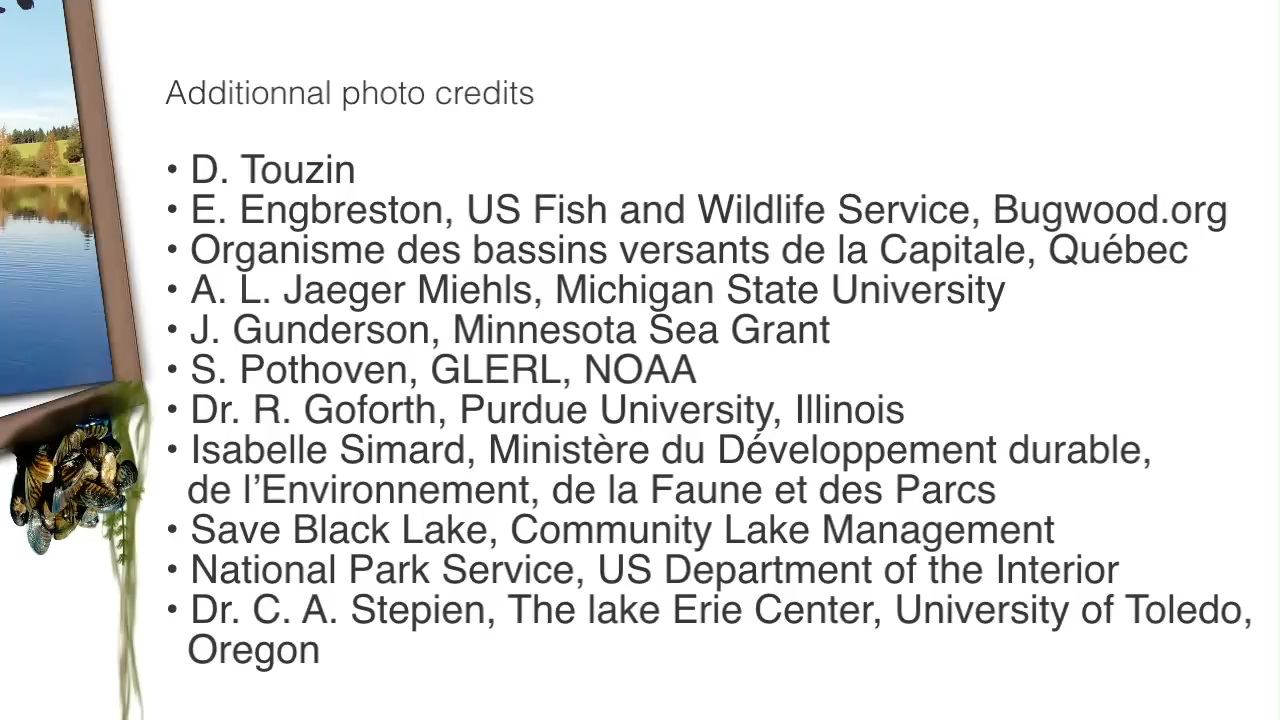 Additionnal photo credits
• D. Touzin
• E. Engbreston, US Fish and Wildlife Service, Bugwood.org
• Organisme des bassins versants de la Capitale, Québec
• A. L. Jaeger Miehls, Michigan State University
• J. Gunderson, Minnesota Sea Grant
• S. Pothoven, GLERL, NOAA
• Dr. R. Goforth, Purdue University, Illinois
• Isabelle Simard, Ministère du Développement durable,
de l’Environnement, de la Faune et des Parcs
• Save Black Lake, Community Lake Management
• National Park Service, US Department of the Interior
• Dr. C. A. Stepien, The lake Erie Center, University of Toledo,
Oregon